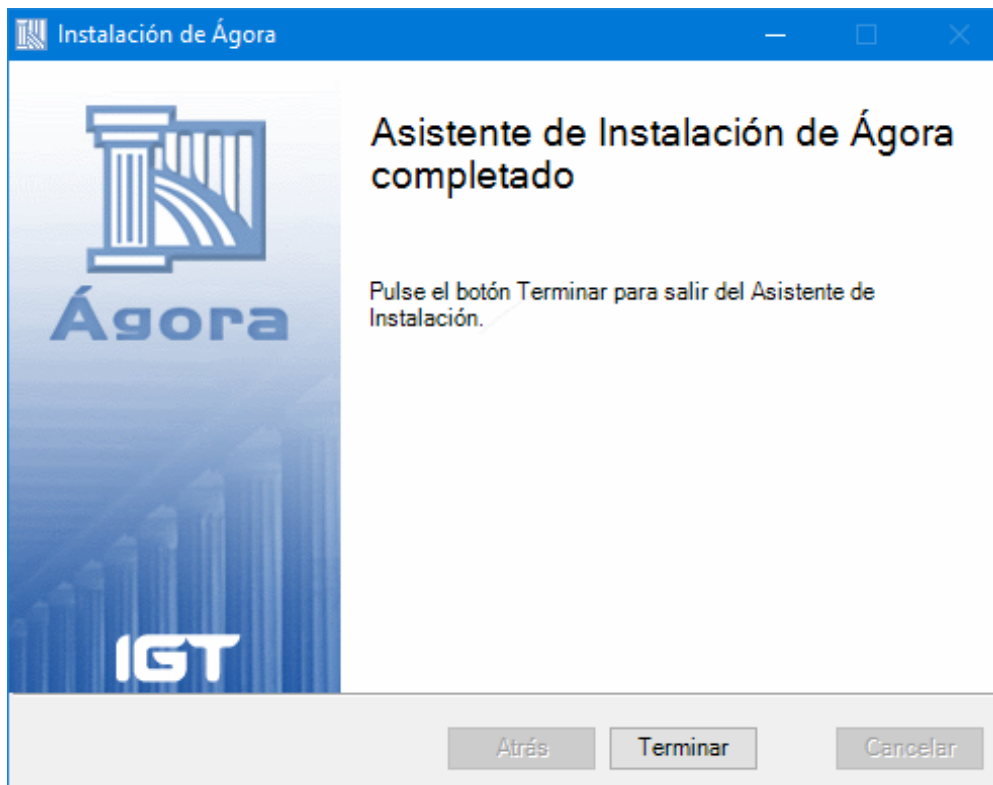 Instalación de Ágora
Asistente de Instalación de Ágora
completado
Pulse el botón Terminar para salir del Asistente de
Instalación.
Ágora
IGT
Atrás
Terminar
Cancelar